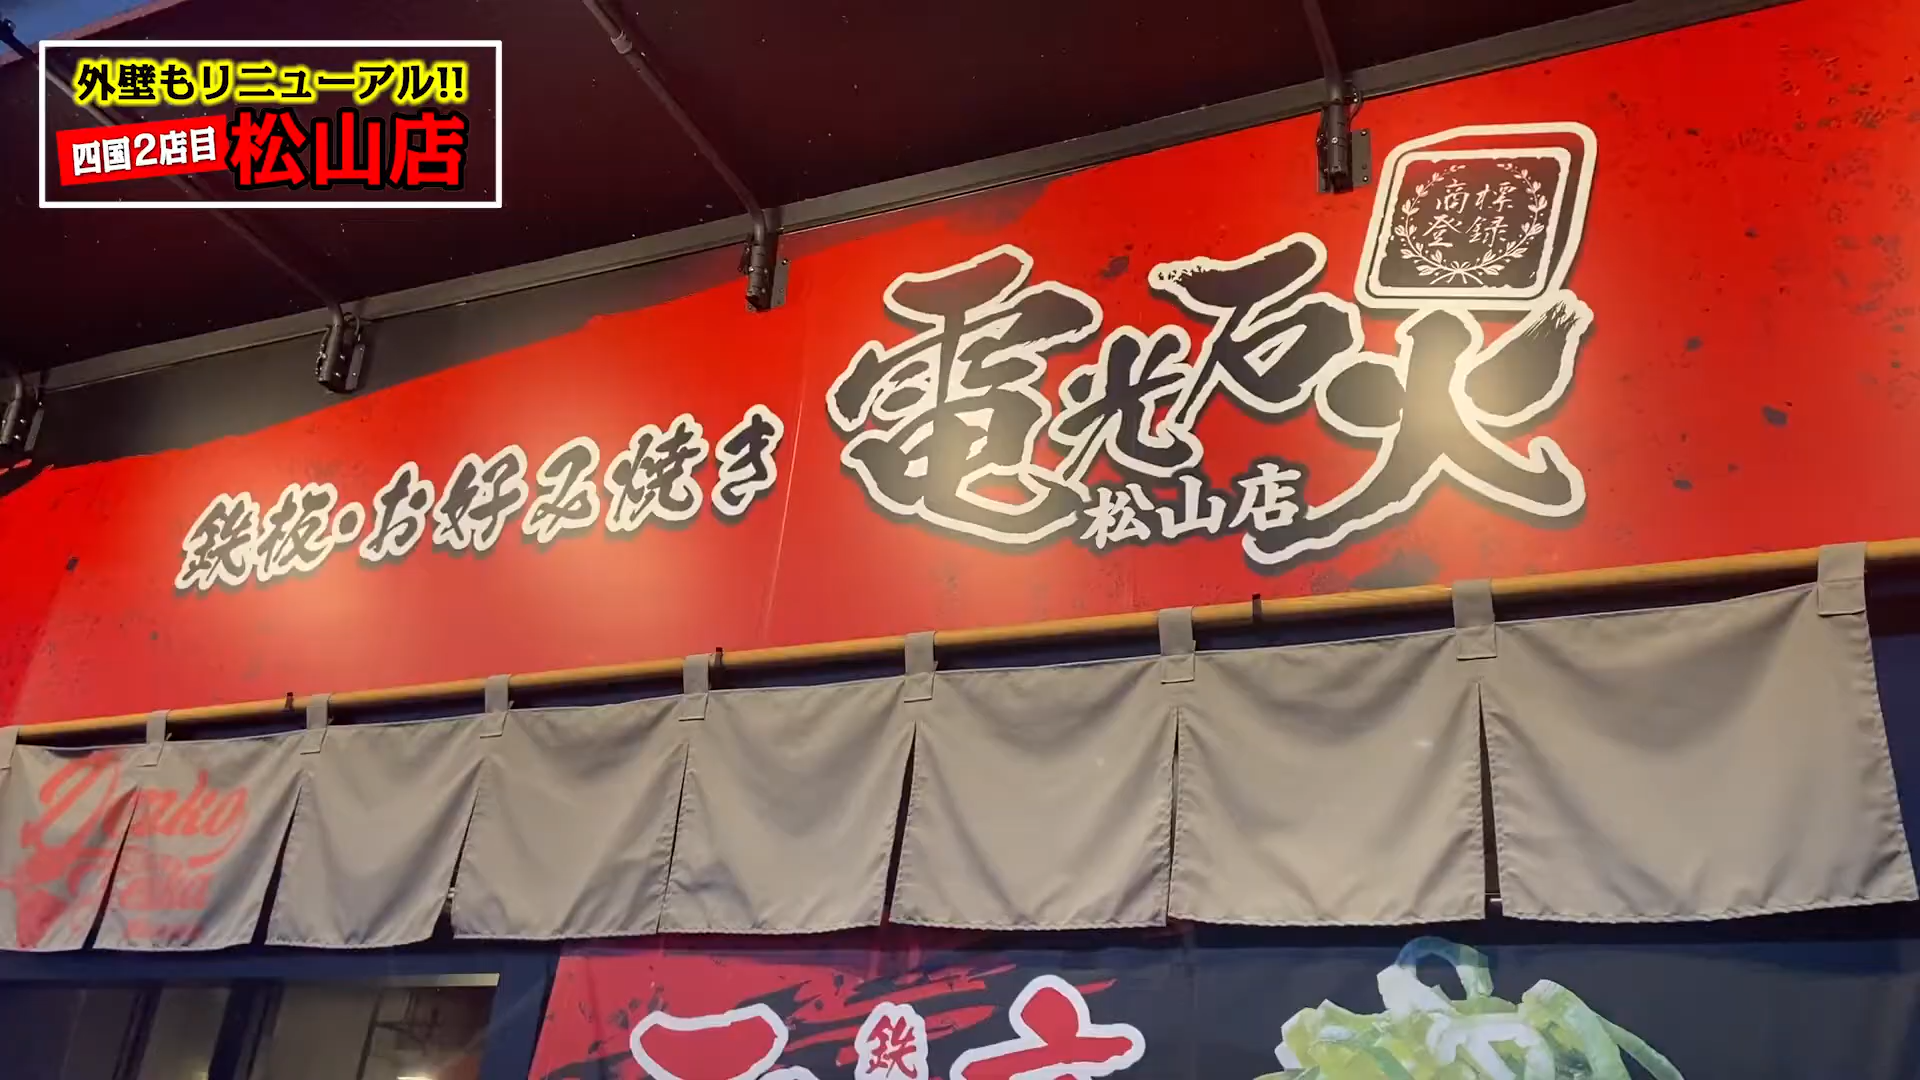 外壁もリニューアル!!
四国2店目 松山店
商標
登録
鉄板・お好み焼き 電光石火
松山店
Denko
鉄